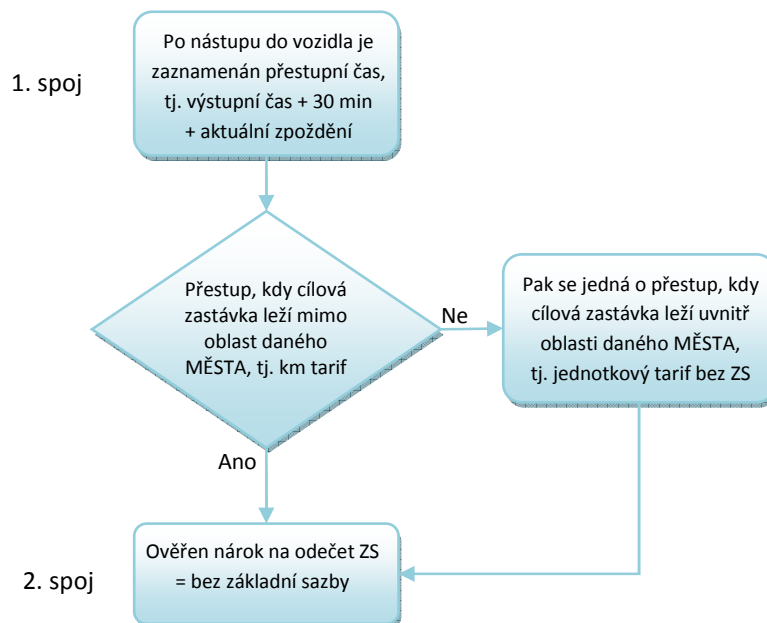 1. spoj
Po nástupu do vozidla je
zaznamenán přestupní čas,
tj. výstupní čas + 30 min
+ aktuální zpoždění
Přestup, kdy cílová
zastávka leží mimo
oblast daného
MĚSTA, tj. km tarif
Ne
Pak se jedná o přestup, kdy
cílová zastávka leží uvnitř
oblasti daného MĚSTA,
tj. jednotkový tarif bez ZS
Ano
2. spoj
Ověřen nárok na odečet ZS
= bez základní sazby